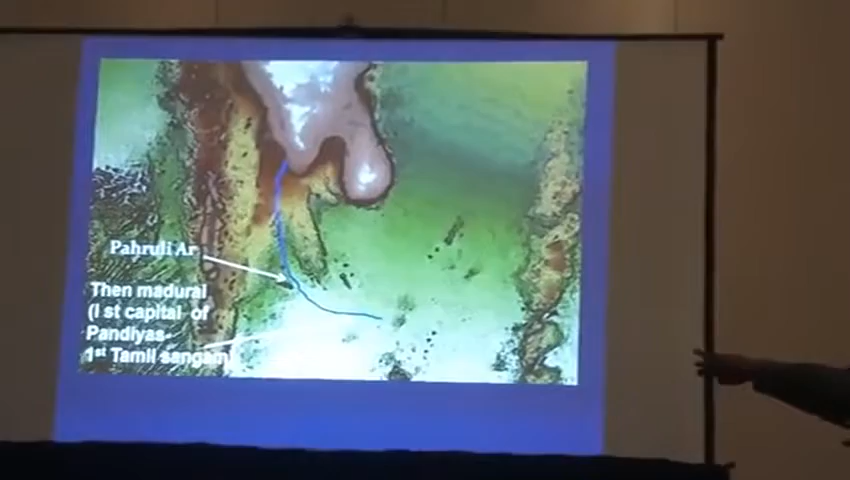 Pahruli Ar
Then madurai
(I st capital of
Pandiyas-
1st Tamil sangam)